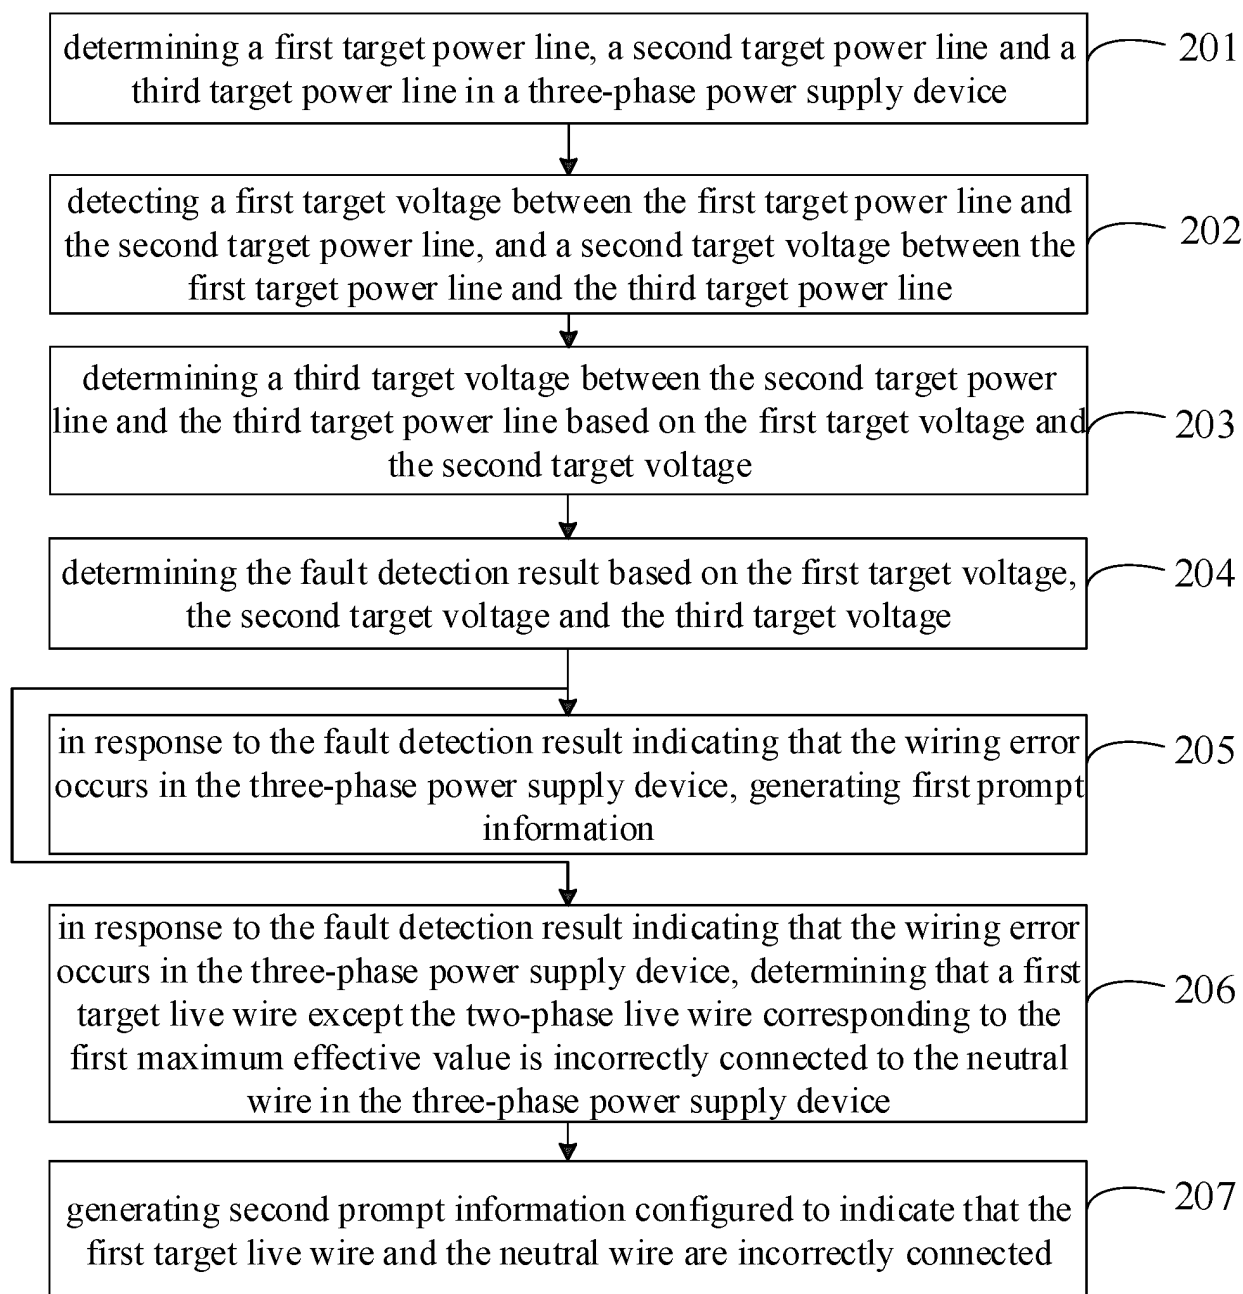 determining a first target power line, a second target power line and a
third target power line in a three-phase power supply device
201
detecting a first target voltage between the first target power line and
the second target power line, and a second target voltage between the
first target power line and the third target power line
202
determining a third target voltage between the second target power
line and the third target power line based on the first target voltage and
the second target voltage
203
determining the fault detection result based on the first target voltage,
the second target voltage and the third target voltage
204
in response to the fault detection result indicating that the wiring error
occurs in the three-phase power supply device, generating first prompt
information
205
in response to the fault detection result indicating that the wiring error
occurs in the three-phase power supply device, determining that a first
target live wire except the two-phase live wire corresponding to the
first maximum effective value is incorrectly connected to the neutral
wire in the three-phase power supply device
206
generating second prompt information configured to indicate that the
first target live wire and the neutral wire are incorrectly connected
207